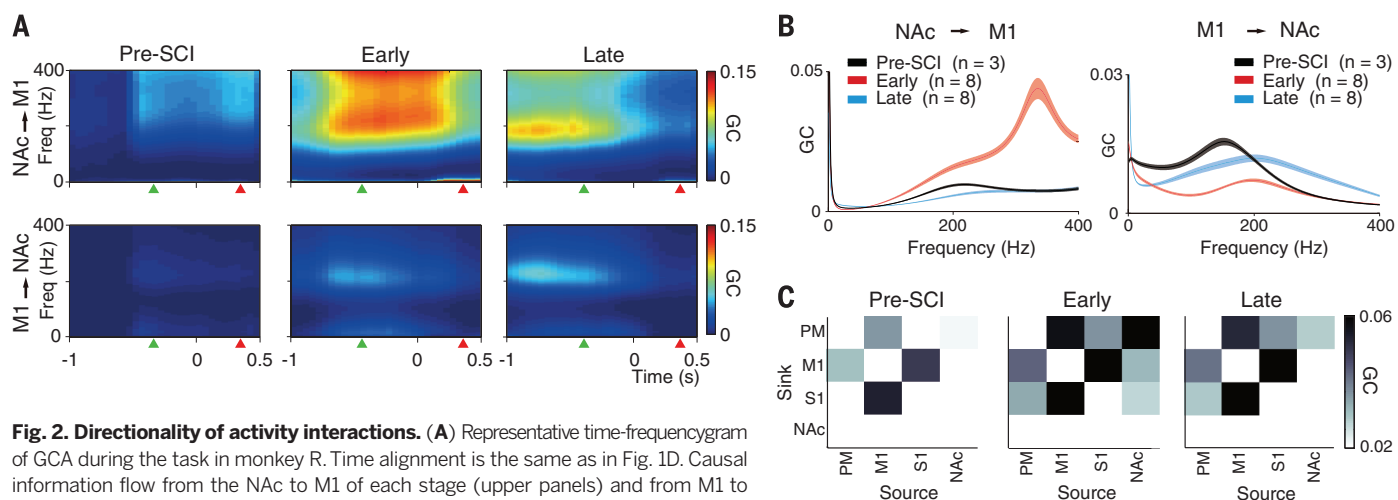 A
Pre-SCI
Early
Late
NAc → M1
Freq (Hz)
400
0
0.15
GC
0
0.15
GC
0
M1 → NAc
Freq (Hz)
400
0
0.15
GC
0
-1
0
0.5
-1
0
0.5
-1
0
0.5
Time (s)
Fig. 2. Directionality of activity interactions. (A) Representative time-frequencygram
of GCA during the task in monkey R. Time alignment is the same as in Fig. 1D. Causal
information flow from the NAc to M1 of each stage (upper panels) and from M1 to
B
NAc → M1
Pre-SCI (n = 3)
Early (n = 8)
Late (n = 8)
0.05
GC
0
0
200
400
Frequency (Hz)
M1 → NAc
Pre-SCI (n = 3)
Early (n = 8)
Late (n = 8)
0.03
GC
0
0
200
400
Frequency (Hz)
C
Pre-SCI
Early
Late
Sink
PM
M1
S1
NAc
0.06
GC
0.02
PM M1 S1 NAc
Source
PM M1 S1 NAc
Source
PM M1 S1 NAc
Source